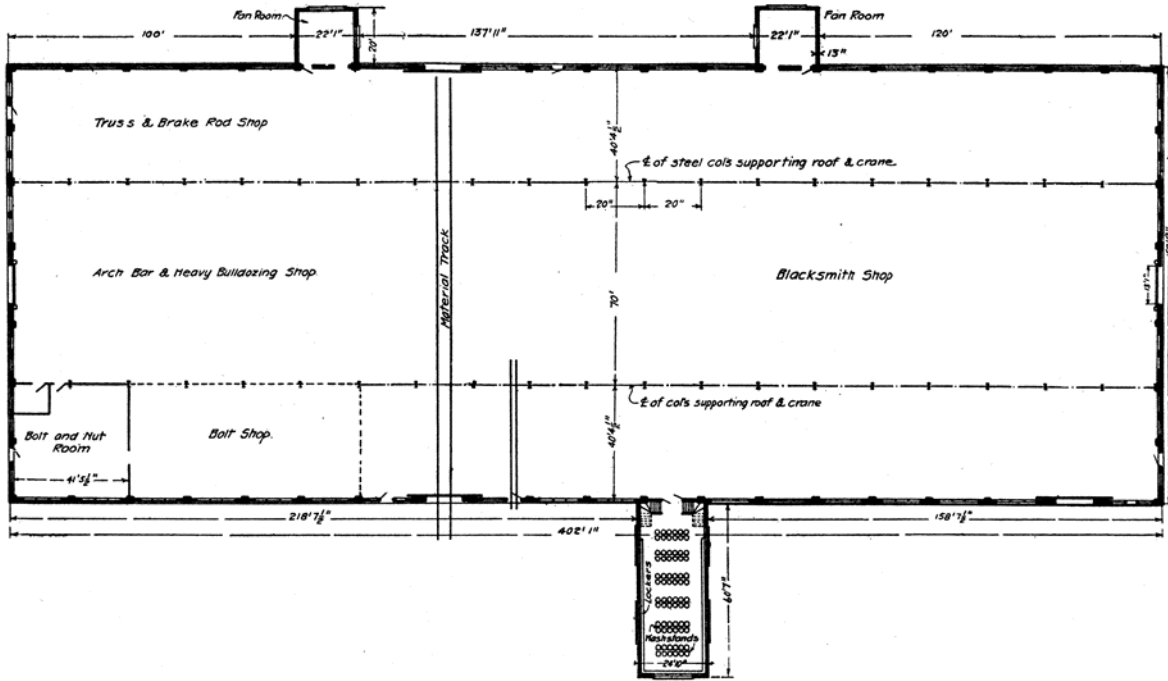 Fan Room
Fan Room
100'
22'1"
20'
137'11"
22'1"
120'
13"
Truss & Brake Rod Shop
40'4½"
℄ of steel col's supporting roof & crane
20"
20"
Arch Bar & Heavy Bulldozing Shop.
Material Track
70'
Blacksmith Shop
℄ of col's supporting roof & crane
Bolt and Nut
Room
Bolt Shop.
40'4½"
41'5½"
218'7½"
158'7½"
402'1"
Lockers
60'7"
Washstands
24'10"